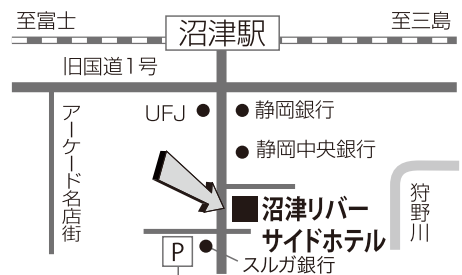 至富士
沼津駅
至三島
旧国道1号
アーケード名店街
UFJ
静岡銀行
静岡中央銀行
狩野川
沼津リバー
サイドホテル
P
スルガ銀行